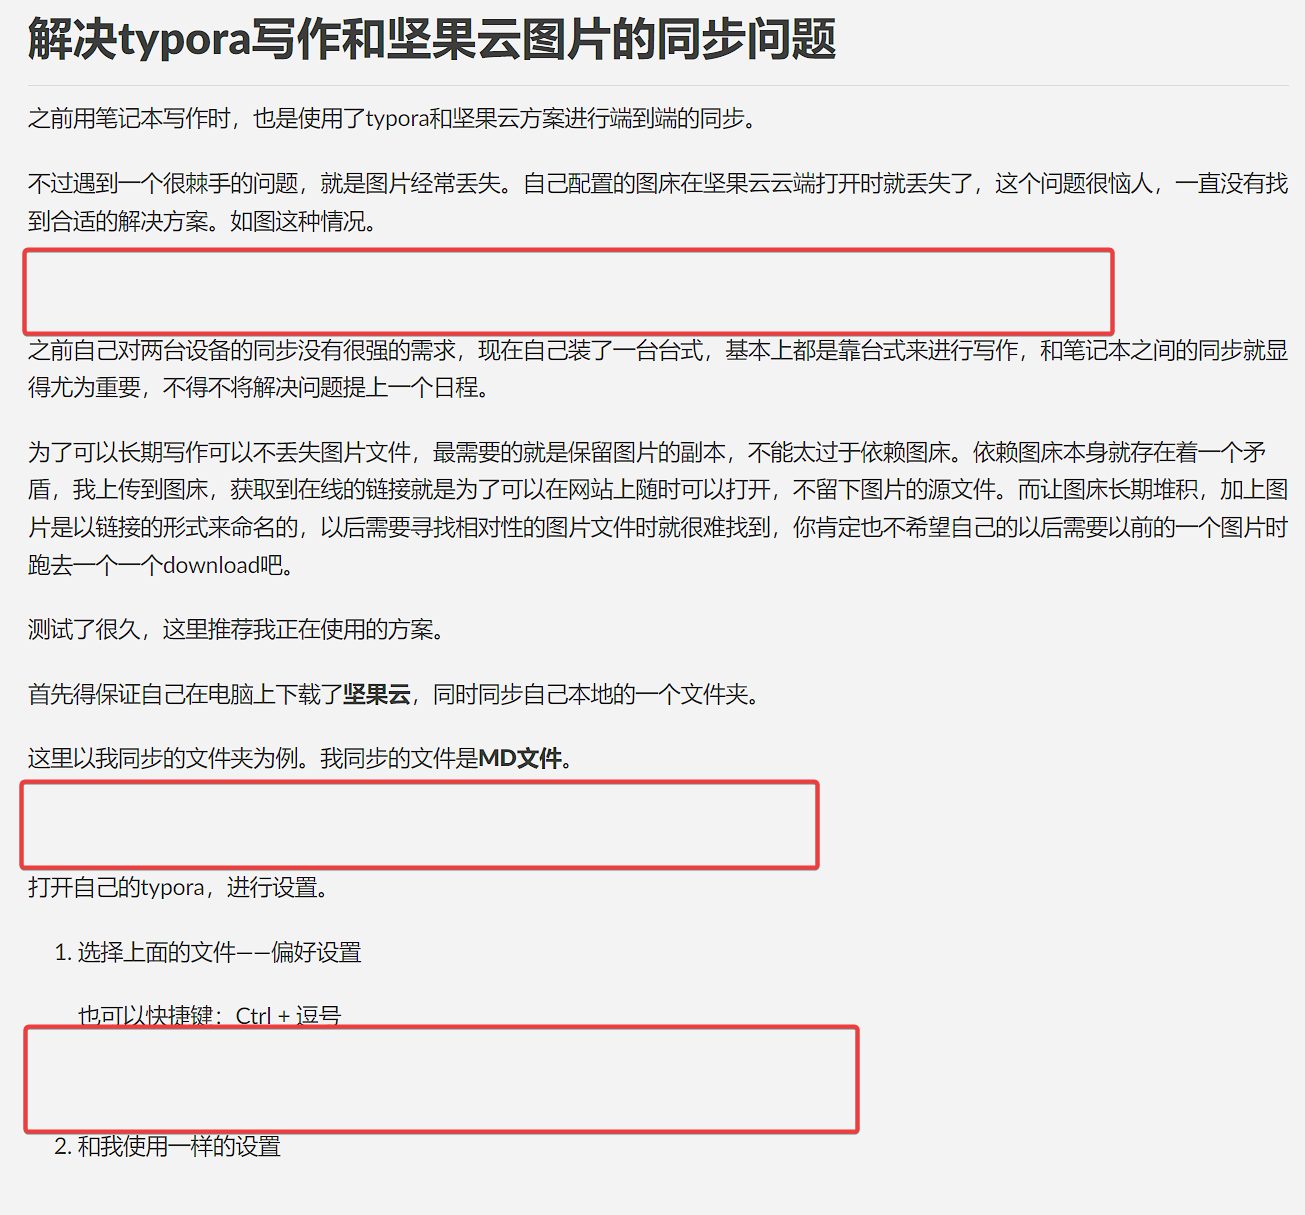 解决typora写作和坚果云图片的同步问题
之前用笔记本写作时，也是使用了typora和坚果云方案进行端到端的同步。
不过遇到一个很棘手的问题，就是图片经常丢失。自己配置的图床在坚果云云端打开时就丢失了，这个问题很恼人，一直没有找
到合适的解决方案。如图这种情况。
之前自己对两台设备的同步没有很强的需求，现在自己装了一台台式，基本上都是靠台式来进行写作，和笔记本之间的同步就显
得尤为重要，不得不将解决问题提上一个日程。
为了可以长期写作可以不丢失图片文件，最需要的就是保留图片的副本，不能太过于依赖图床。依赖图床本身就存在着一个矛
盾，我上传到图床，获取到在线的链接就是为了可以在网站上随时可以打开，不留下图片的源文件。而让图床长期堆积，加上图
片是以链接的形式来命名的，以后需要寻找相对性的图片文件时就很难找到，你肯定也不希望自己的以后需要以前的一个图片时
跑去一个一个download吧。
测试了很久，这里推荐我正在使用的方案。
首先得保证自己在电脑上下载了坚果云，同时同步自己本地的一个文件夹。
这里以我同步的文件夹为例。我同步的文件是MD文件。
打开自己的typora，进行设置。
1. 选择上面的文件——偏好设置
也可以快捷键：Ctrl + 逗号
2. 和我使用一样的设置